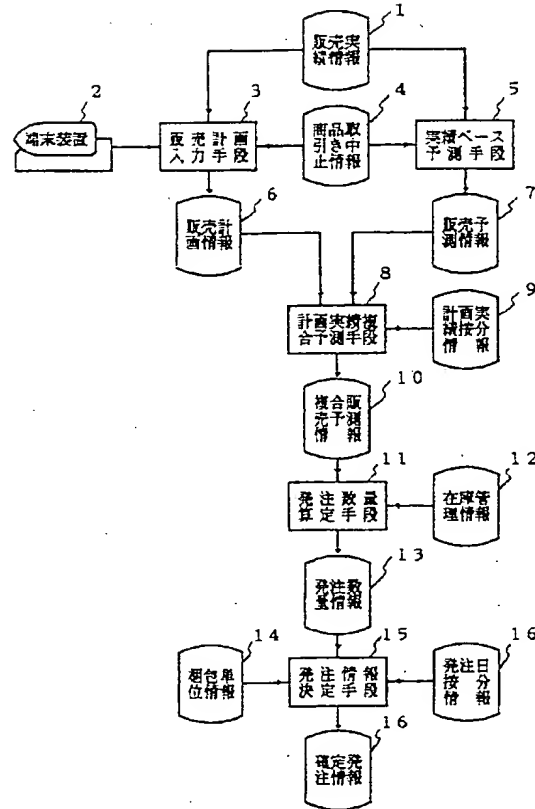 1
販売実
績情報
2
端末装置
3
販売計画
入力手段
4
商品取
引き中
止情報
5
実績ベース
予測手段
6
販売計
画情報
7
販売予
測情報
8
計画実績複
合予測手段
9
計画実
績按分
情報
10
複合販
売予測
情報
11
発注数量
算定手段
12
在障管
理情報
13
発注数
量情報
14
梱包単
位情報
15
発注情報
決定手段
16
発注日
按分
情報
16
確定発
注情報